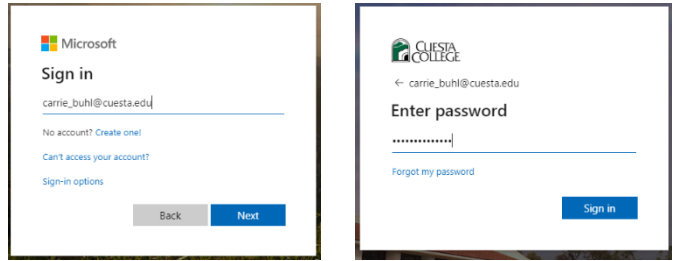 Microsoft
Sign in
carrie_buhl@cuesta.edu
No account? Create one!
Can't access your account?
Sign-in options
Back Next
CUESTA
COLLEGE
← carrie_buhl@cuesta.edu
Enter password
••••••••••••••
Forgot my password
Sign in